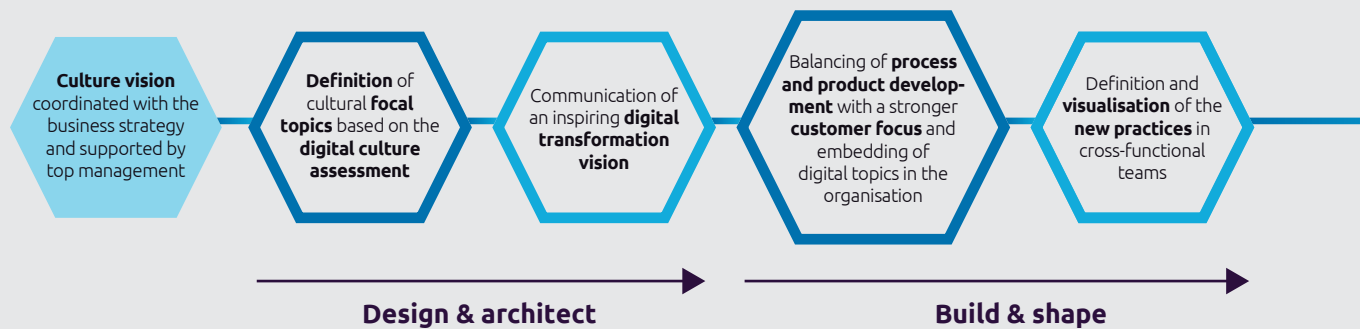 Culture vision
coordinated with the
business strategy
and supported by
top management
Definition of
cultural focal
topics based on the
digital culture
assessment
Communication of
an inspiring digital
transformation
vision
Balancing of process
and product develop-
ment with a stronger
customer focus and
embedding of
digital topics in the
organisation
Definition and
visualisation of the
new practices in
cross-functional
teams
Design & architect
Build & shape